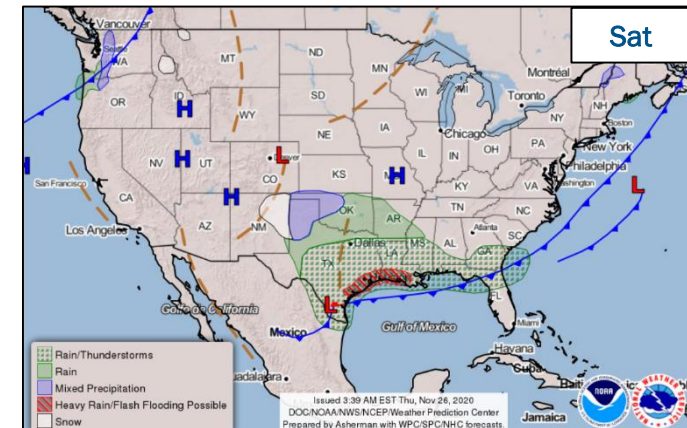 Sat
Vancouver
Seattle
WA
MT
ND
MN
Montréal
OR
ID
SD
WI
MI
Toronto
NH
WY
NY
Boston
H
L
NE
IA
Chicago
PA
New York
NV
UT
Denver
IL
IN
OH
Philadelphia
H
H
CO
KS
H
Washington
L
San Francisco
CA
H
KY
VA
OK
TN
NC
Los Angeles
AZ
NM
AR
Atlanta
SC
Dallas
MS
AL
GA
TX
LA
L
FL
Golfo de California
Mexico
Gulf of Mexico
Miami
Havana
Cuba
Jamaica
Rain/Thunderstorms
Rain
Mixed Precipitation
Heavy Rain/Flash Flooding Possible
Snow
Issued 3:39 AM EST Thu, Nov 26, 2020
DOC/NOAA/NWS/NCEP/Weather Prediction Center
Prepared by Asherman with WPC/SPC/NHC forecasts.
NOAA